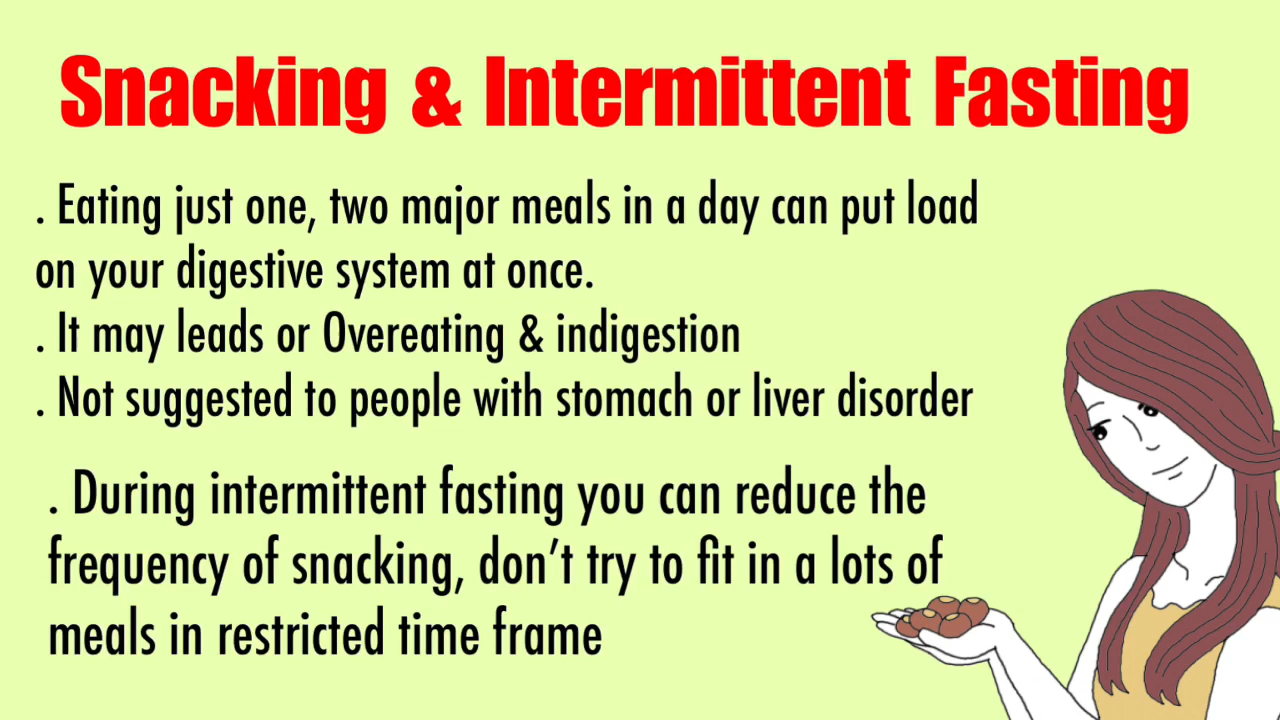 Snacking & Intermittent Fasting
. Eating just one, two major meals in a day can put load
on your digestive system at once.
. It may leads or Overeating & indigestion
. Not suggested to people with stomach or liver disorder
. During intermittent fasting you can reduce the
frequency of snacking, don’t try to fit in a lots of
meals in restricted time frame